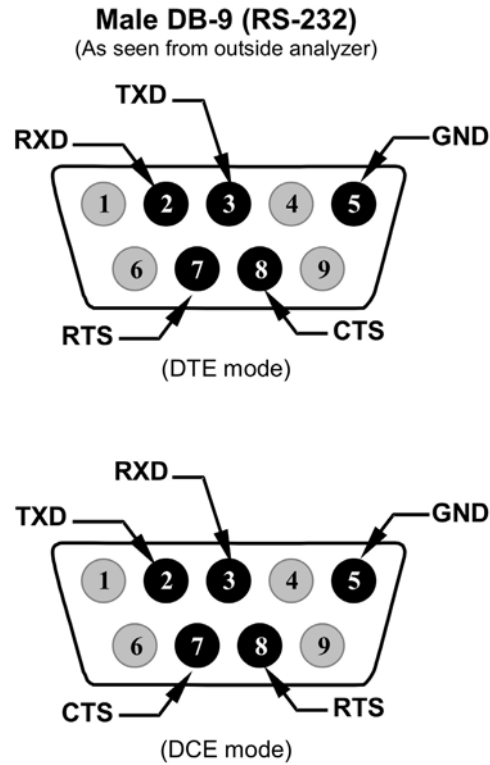 Male DB-9 (RS-232)
(As seen from outside analyzer)
TXD
RXD
GND
1 2 3 4 5
6 7 8 9
RTS
CTS
(DTE mode)
RXD
TXD
GND
1 2 3 4 5
6 7 8 9
CTS
RTS
(DCE mode)